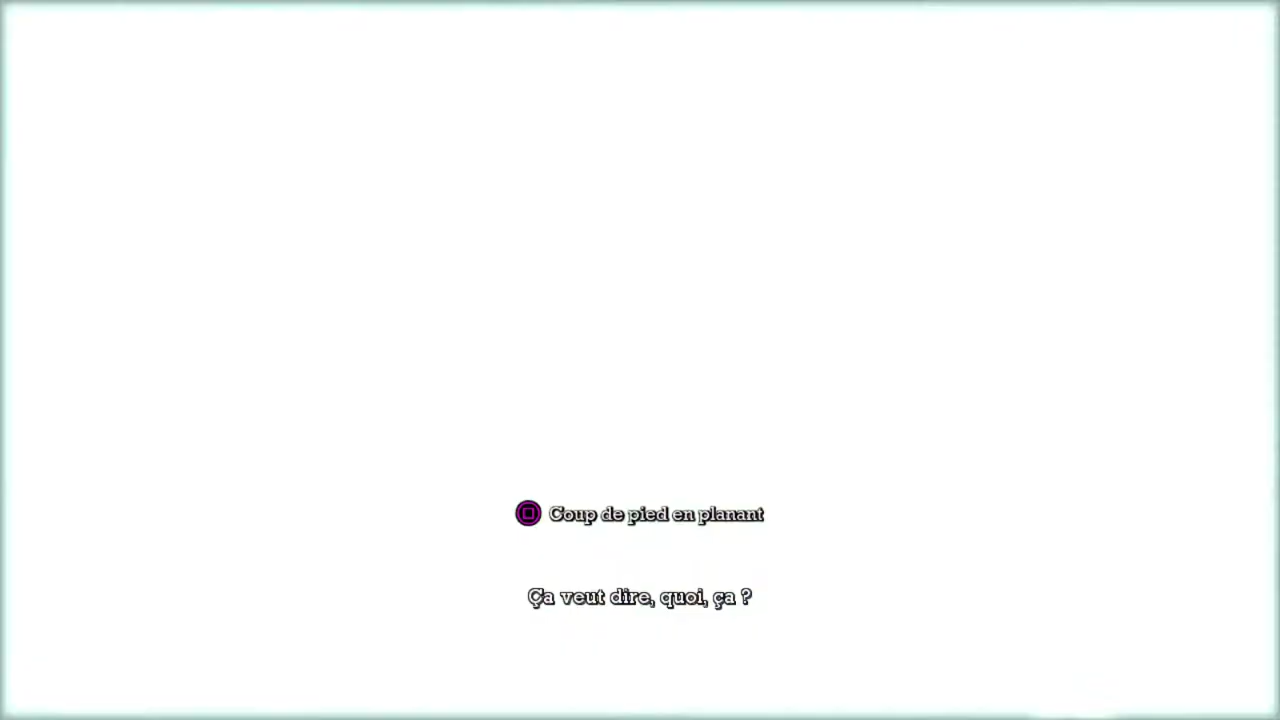 Coup de pied en planant
Ça veut dire, quoi, ça ?